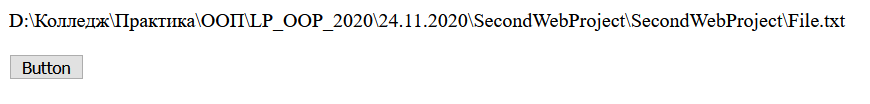 D:\Колледж\Практика\ООП\LP_OOP_2020\24.11.2020\SecondWebProject\SecondWebProject\File.txt
Button